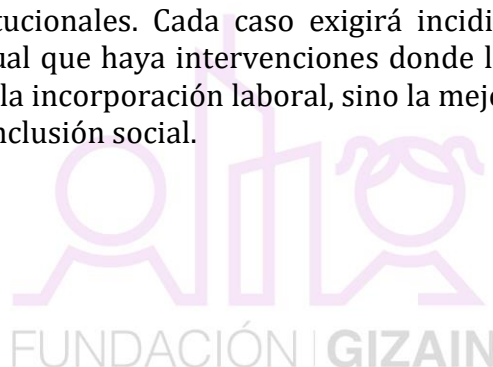 tucionales. Cada caso exigirá incidi
ual que haya intervenciones donde l
la incorporación laboral, sino la mejo
nclusión social.
FUNDACIÓN | GIZAIN